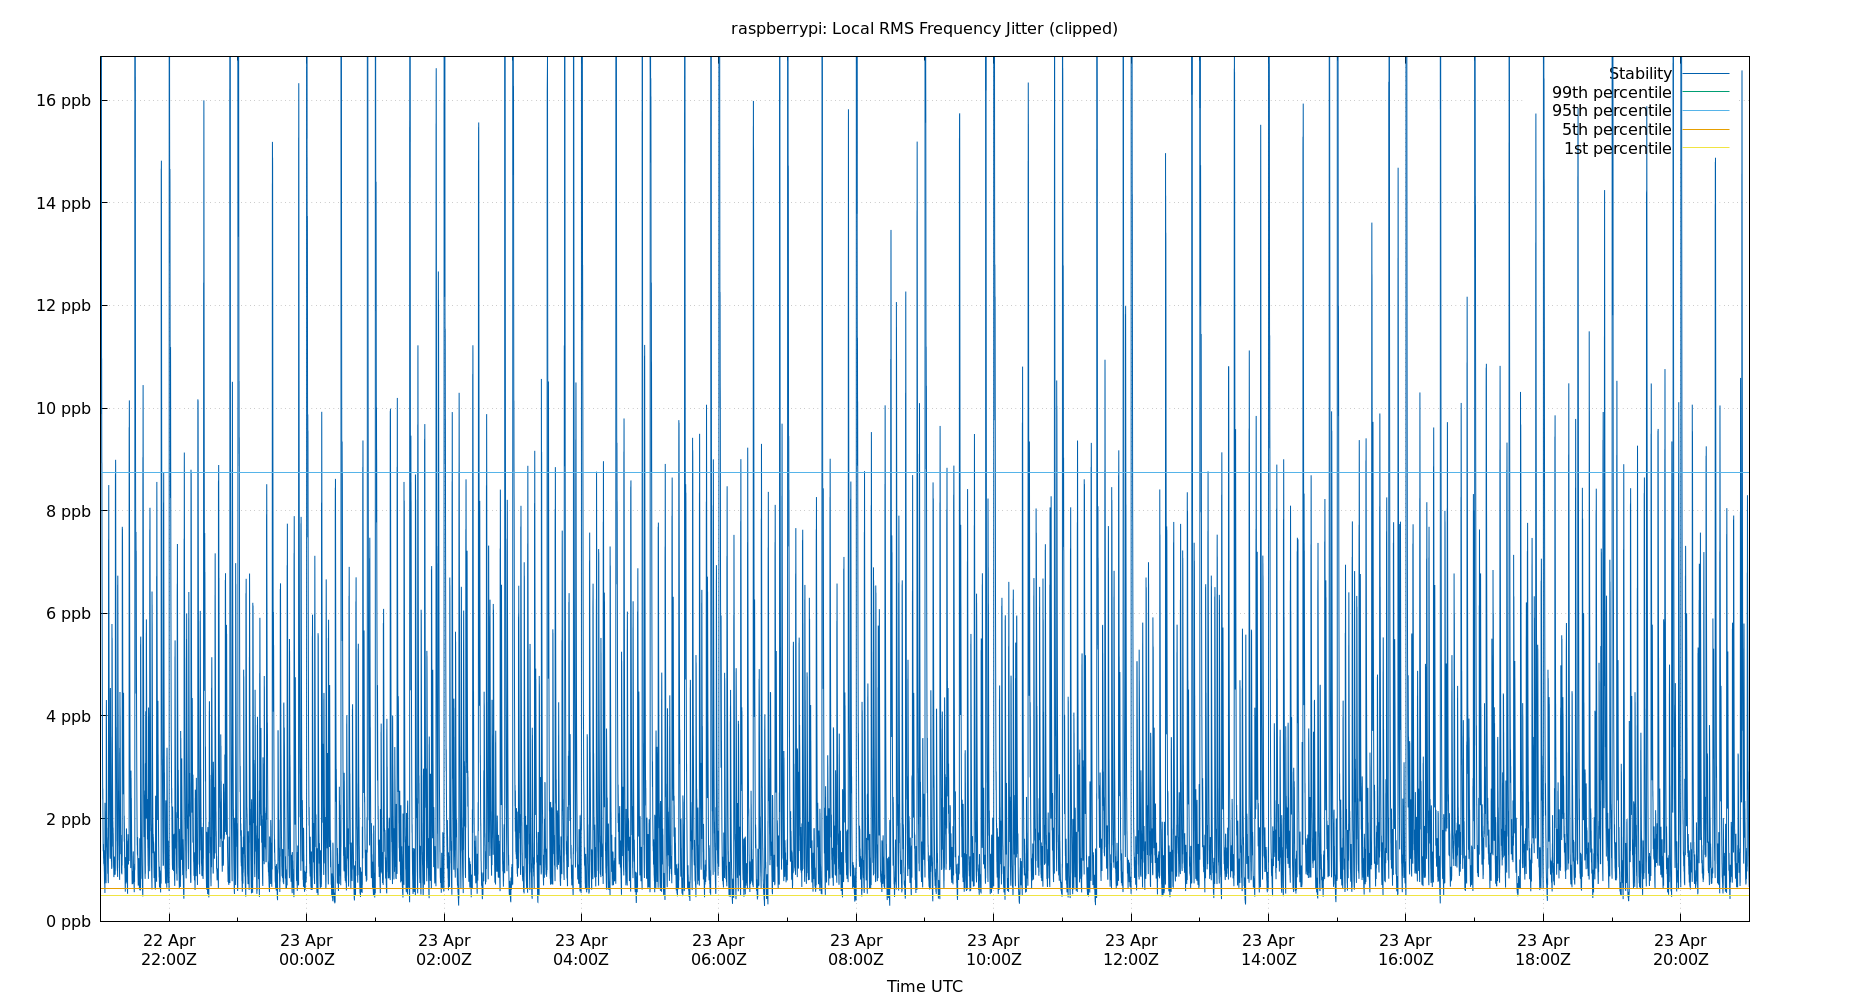 raspberrypi: Local RMS Frequency Jitter (clipped)
Stability
99th percentile
95th percentile
5th percentile
1st percentile
16 ppb
14 ppb
12 ppb
10 ppb
8 ppb
6 ppb
4 ppb
2 ppb
0 ppb
22 Apr 23 Apr 23 Apr 23 Apr 23 Apr 23 Apr 23 Apr 23 Apr 23 Apr 23 Apr 23 Apr 23 Apr
22:00Z 00:00Z 02:00Z 04:00Z 06:00Z 08:00Z 10:00Z 12:00Z 14:00Z 16:00Z 18:00Z 20:00Z
Time UTC